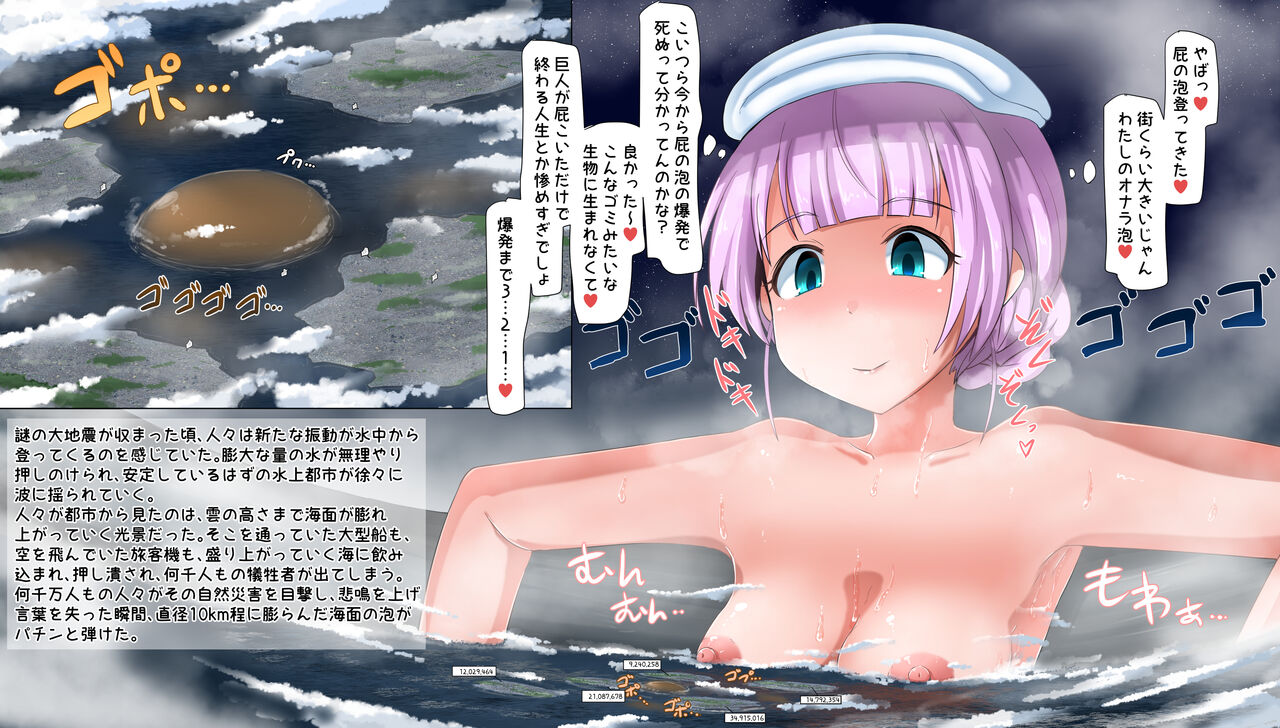 やばっ♥
屁の泡登ってきた♥
街くらい大きいじゃん
わたしのオナラ泡♥
こいつら今から屁の泡の爆発で
死ぬって分かってんのかな?
良かった〜♥
こんなゴミみたいな
生物に生まれなくて♥
巨人が屁こいただけで
終わる人生とか惨めすぎでしょ
爆発まで3…2…1…♥
ゴポ…
ペク…
ゴゴゴゴ…
ゴゴ
ゴゴゴ
ドキ
ドキ
ぞく
ぞくっ♡
むん
むん‥
もわぁ…
謎の大地震が収まった頃、人々は新たな振動が水中から
登ってくるのを感じていた。膨大な量の水が無理やり
押しのけられ、安定しているはずの水上都市が徐々に
波に揺られていく。
人々が都市から見たのは、雲の高さまで海面が膨れ
上がっていく光景だった。そこを通っていた大型船も、
空を飛んでいた旅客機も、盛り上がっていく海に飲み
込まれ、押し潰され、何千人もの犠牲者が出てしまう。
何千万人もの人々がその自然災害を目撃し、悲鳴を上げ
言葉を失った瞬間、直径10km程に膨らんだ海面の泡が
パチンと弾けた。
12,029,464
9,240,258
21,087,678
14,792,354
34,915,016
ゴポ…
ゴポ…
ゴプ…